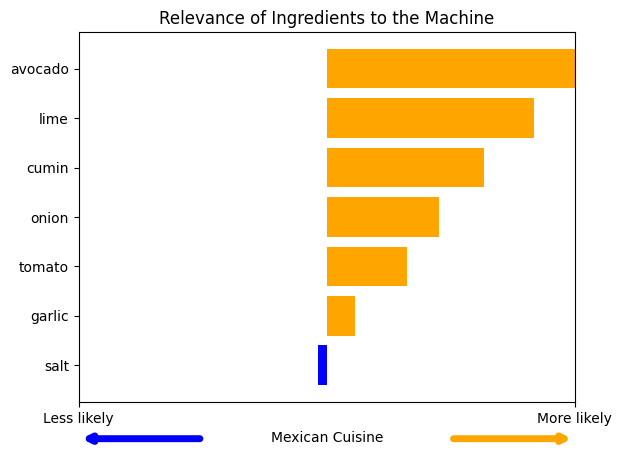 Relevance of Ingredients to the Machine
avocado
lime
cumin
onion
tomato
garlic
salt
Less likely
More likely
Mexican Cuisine